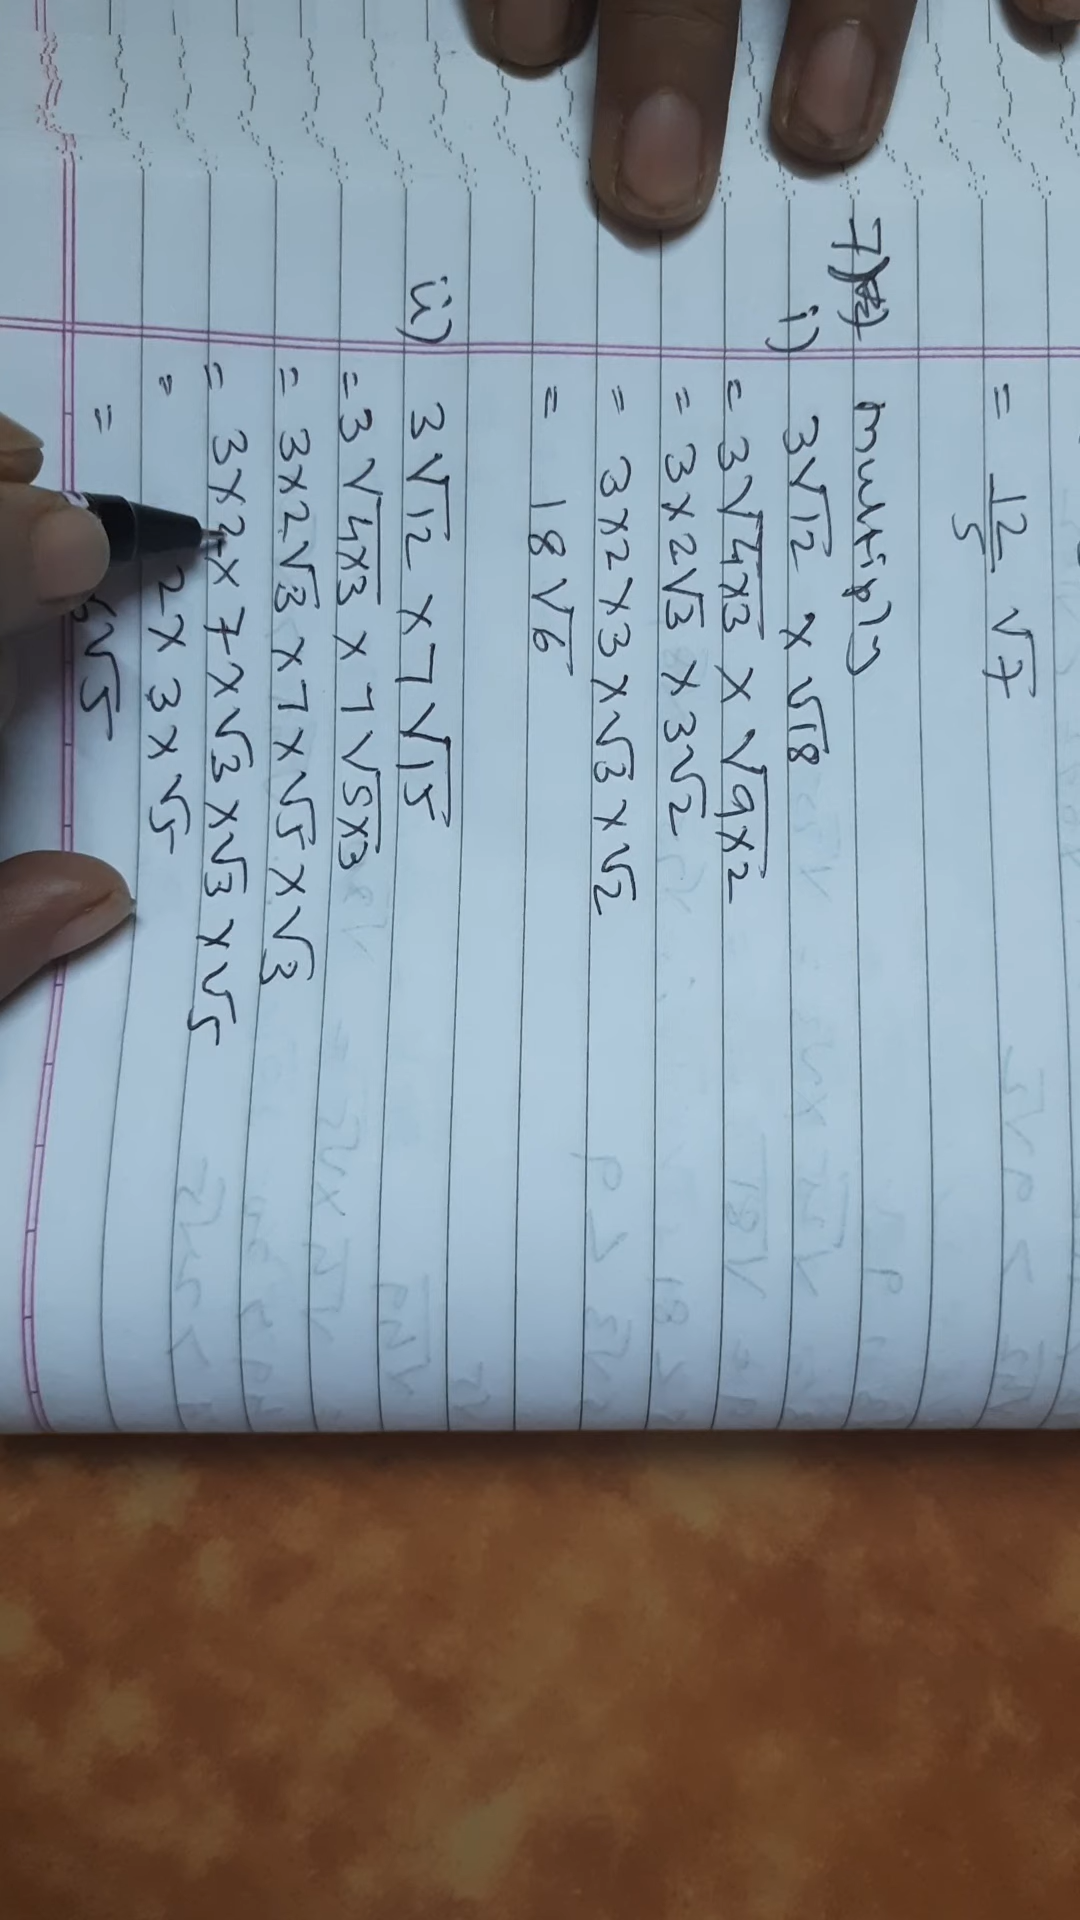 = 12/5 √7
7) multiply
i) 3√12 × √18
= 3√4×3 × √9×2
= 3×2√3 × 3√2
= 3×2×3×√3×√2
= 18√6
ii) 3√12 × 7√15
= 3√4×3 × 7√5×3
= 3×2√3 × 7×√5×√3
= 3×2×7×√3×√3×√5
= 2× 3×√5
= √5